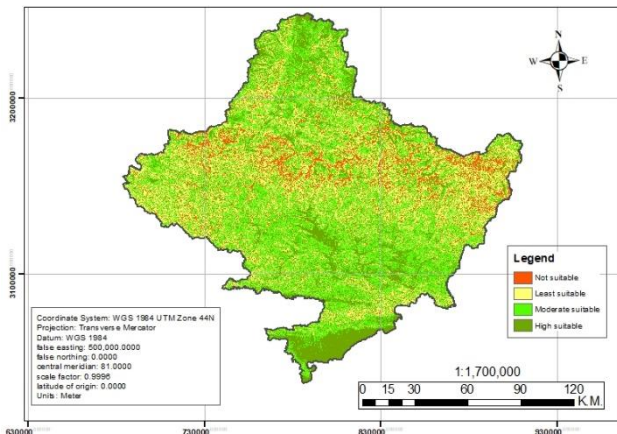 N
W E
S
3200000
3100000
Legend
Not suitable
Least suitable
Moderate suitable
High suitable
Coordinate System: WGS 1984 UTM Zone 44N
Projection: Transverse Mercator
Datum: WGS 1984
false easting: 500,000.0000
false northing: 0.0000
central meridian: 81.0000
scale factor: 0.9996
latitude of origin: 0.0000
Units: Meter
1:1,700,000
0 15 30 60 90 120
K.M.
630000 730000 830000 930000